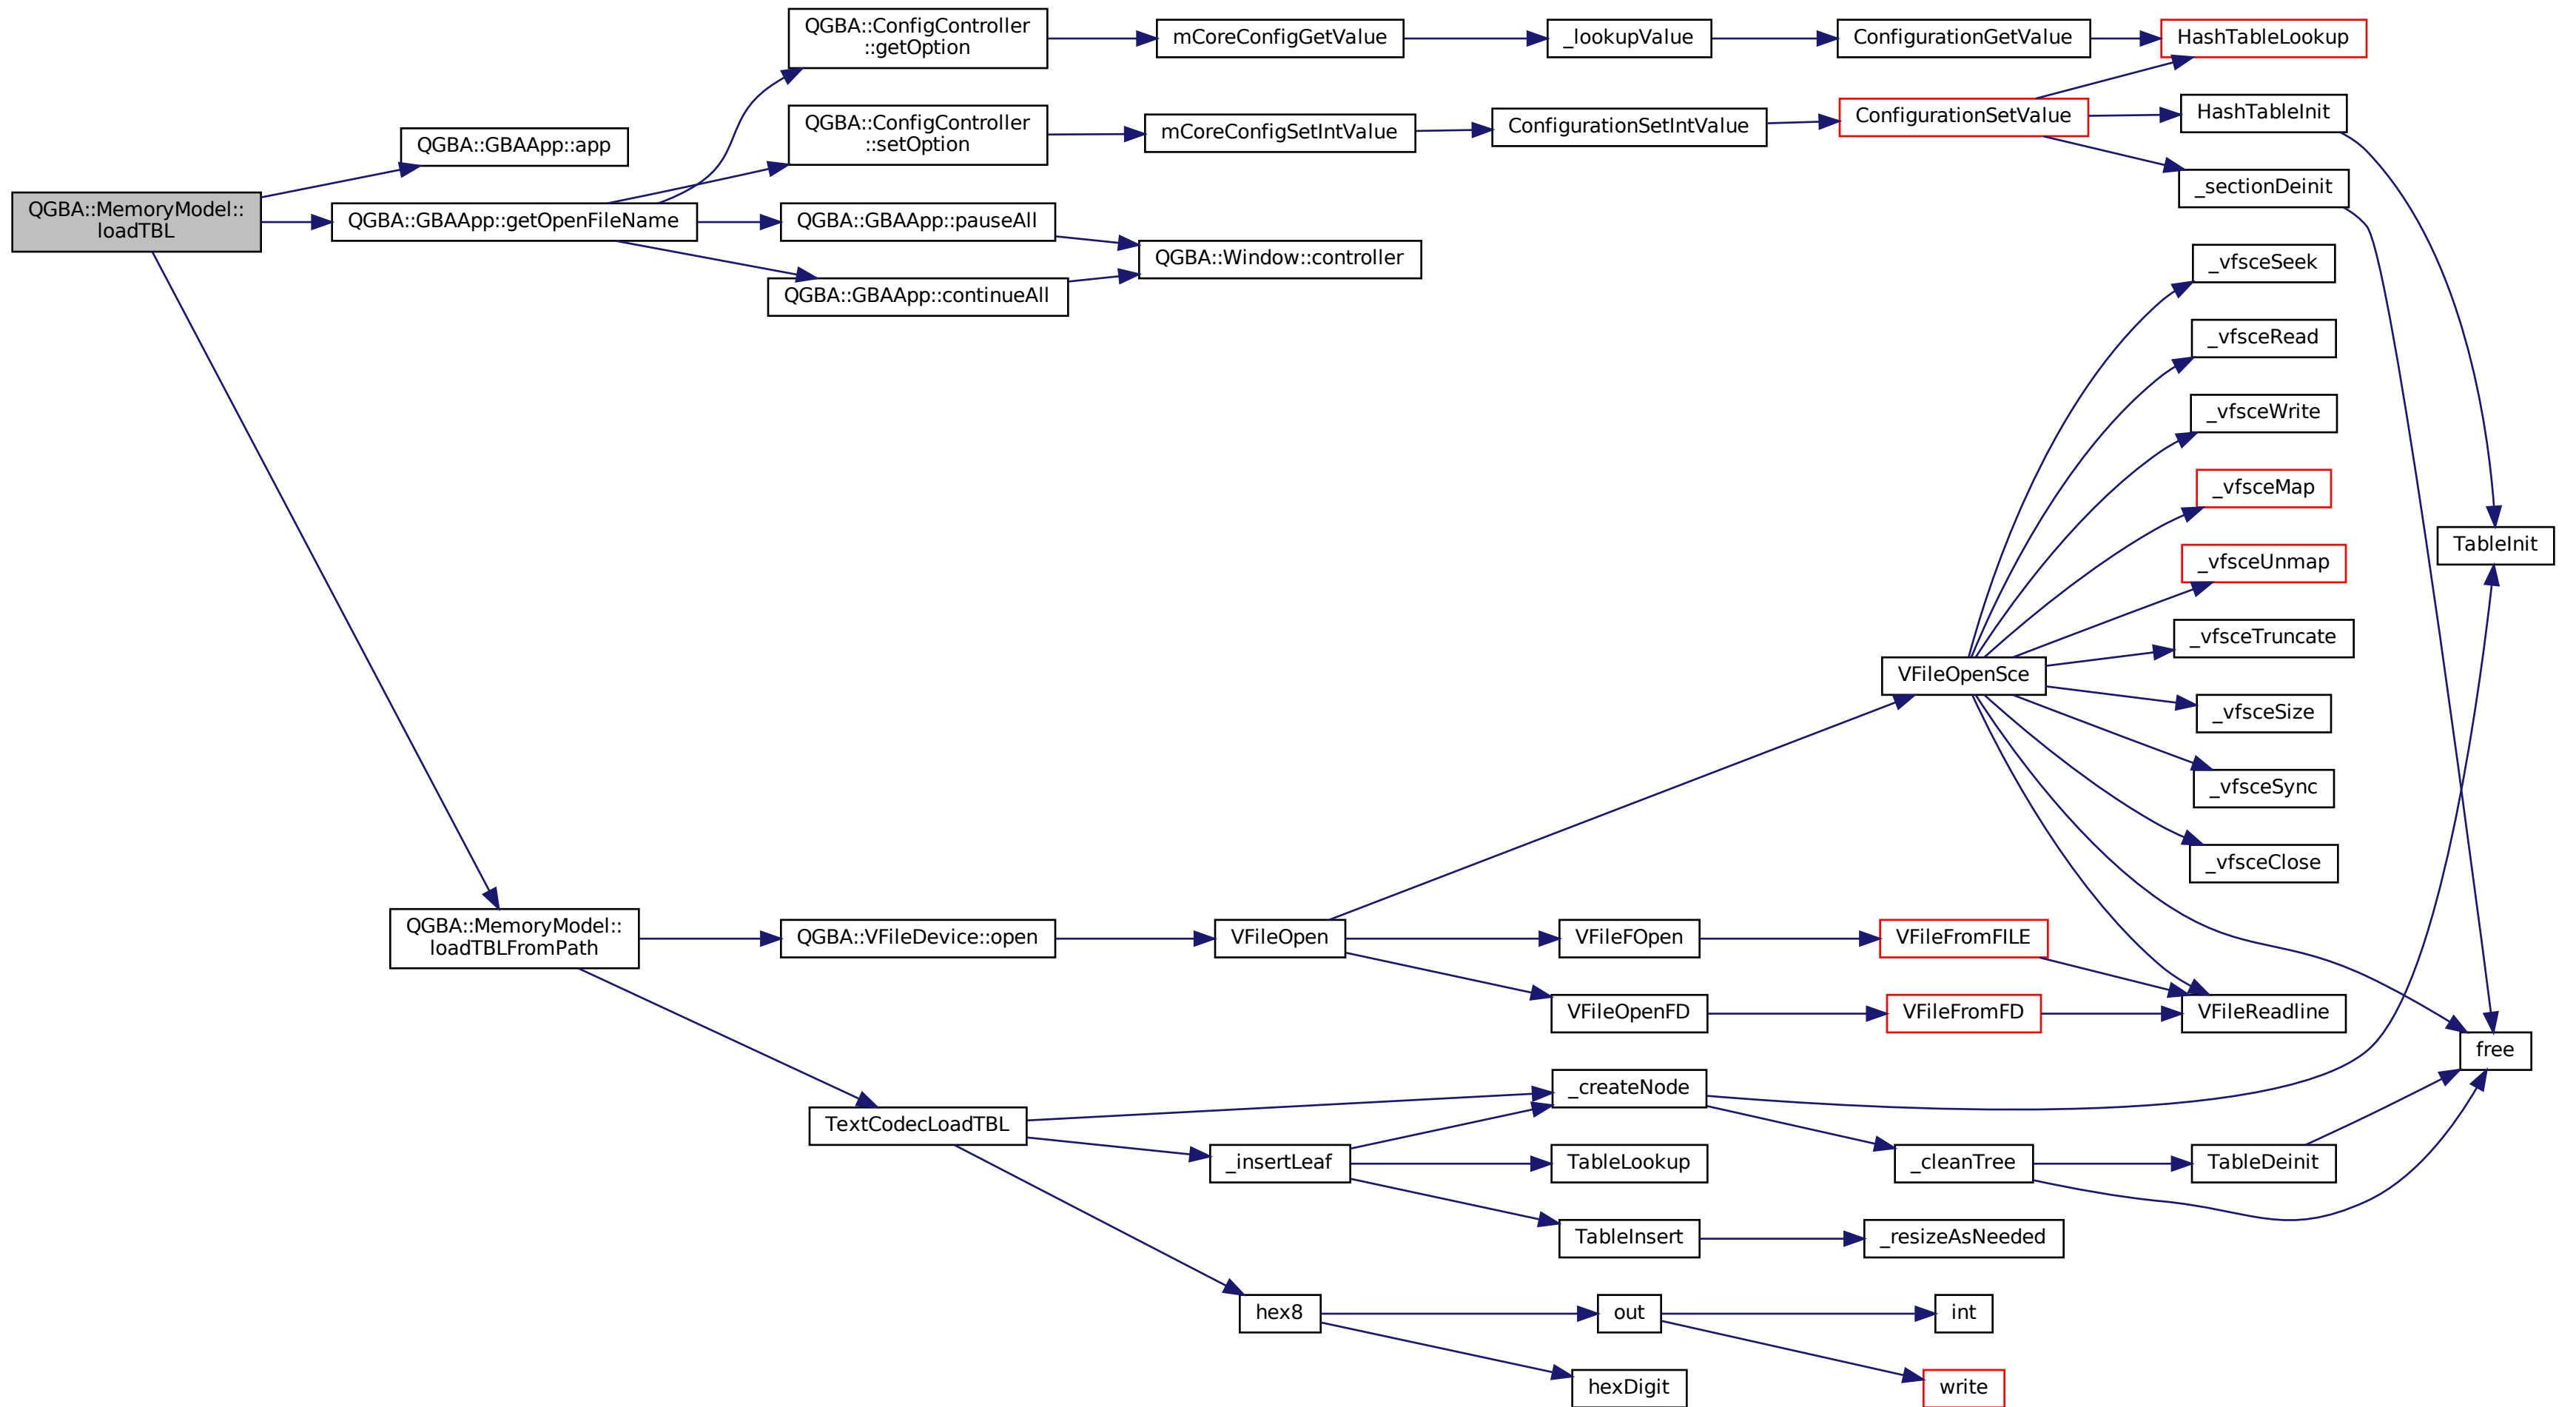 QGBA::MemoryModel::
loadTBL
QGBA::GBAApp::app
QGBA::GBAApp::getOpenFileName
QGBA::ConfigController
::getOption
mCoreConfigGetValue
_lookupValue
ConfigurationGetValue
HashTableLookup
QGBA::ConfigController
::setOption
mCoreConfigSetIntValue
ConfigurationSetIntValue
ConfigurationSetValue
HashTableInit
_sectionDeinit
QGBA::GBAApp::pauseAll
QGBA::GBAApp::continueAll
QGBA::Window::controller
_vfsceSeek
_vfsceRead
_vfsceWrite
_vfsceMap
_vfsceUnmap
TableInit
_vfsceTruncate
VFileOpenSce
_vfsceSize
_vfsceSync
_vfsceClose
QGBA::MemoryModel::
loadTBLFromPath
QGBA::VFileDevice::open
VFileOpen
VFileFOpen
VFileFromFILE
VFileOpenFD
VFileFromFD
VFileReadline
free
TextCodecLoadTBL
_createNode
_insertLeaf
TableLookup
_cleanTree
TableDeinit
TableInsert
_resizeAsNeeded
hex8
out
int
hexDigit
write